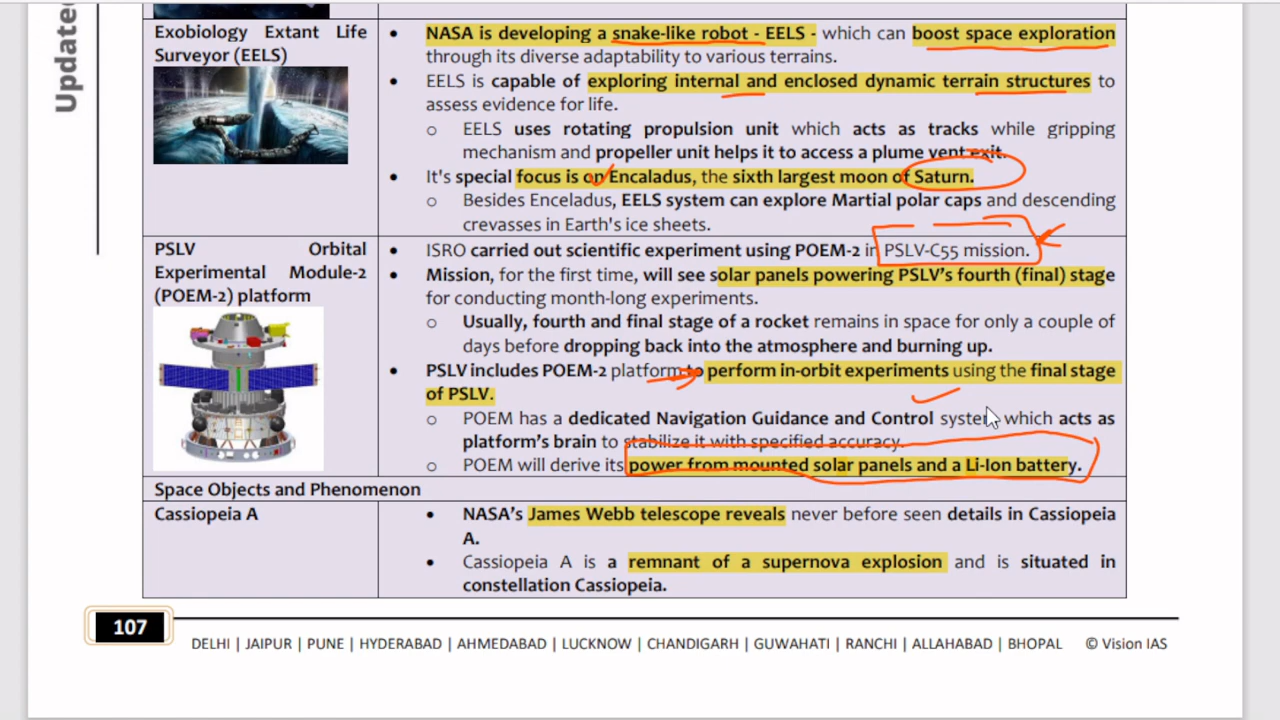 Updated
Exobiology Extant Life
Surveyor (EELS)
• NASA is developing a snake-like robot - EELS - which can boost space exploration
through its diverse adaptability to various terrains.
• EELS is capable of exploring internal and enclosed dynamic terrain structures to
assess evidence for life.
o EELS uses rotating propulsion unit which acts as tracks while gripping
mechanism and propeller unit helps it to access a plume vent exit.
• It's special focus is on Encaladus, the sixth largest moon of Saturn.
o Besides Enceladus, EELS system can explore Martial polar caps and descending
crevasses in Earth's ice sheets.
PSLV Orbital
Experimental Module-2
(POEM-2) platform
• ISRO carried out scientific experiment using POEM-2 in PSLV-C55 mission.
• Mission, for the first time, will see solar panels powering PSLV's fourth (final) stage
for conducting month-long experiments.
o Usually, fourth and final stage of a rocket remains in space for only a couple of
days before dropping back into the atmosphere and burning up.
• PSLV includes POEM-2 platform to perform in-orbit experiments using the final stage
of PSLV.
o POEM has a dedicated Navigation Guidance and Control system which acts as
platform's brain to stabilize it with specified accuracy.
o POEM will derive its power from mounted solar panels and a Li-Ion battery.
Space Objects and Phenomenon
Cassiopeia A
• NASA's James Webb telescope reveals never before seen details in Cassiopeia
A.
• Cassiopeia A is a remnant of a supernova explosion and is situated in
constellation Cassiopeia.
107
DELHI | JAIPUR | PUNE | HYDERABAD | AHMEDABAD | LUCKNOW | CHANDIGARH | GUWAHATI | RANCHI | ALLAHABAD | BHOPAL © Vision IAS